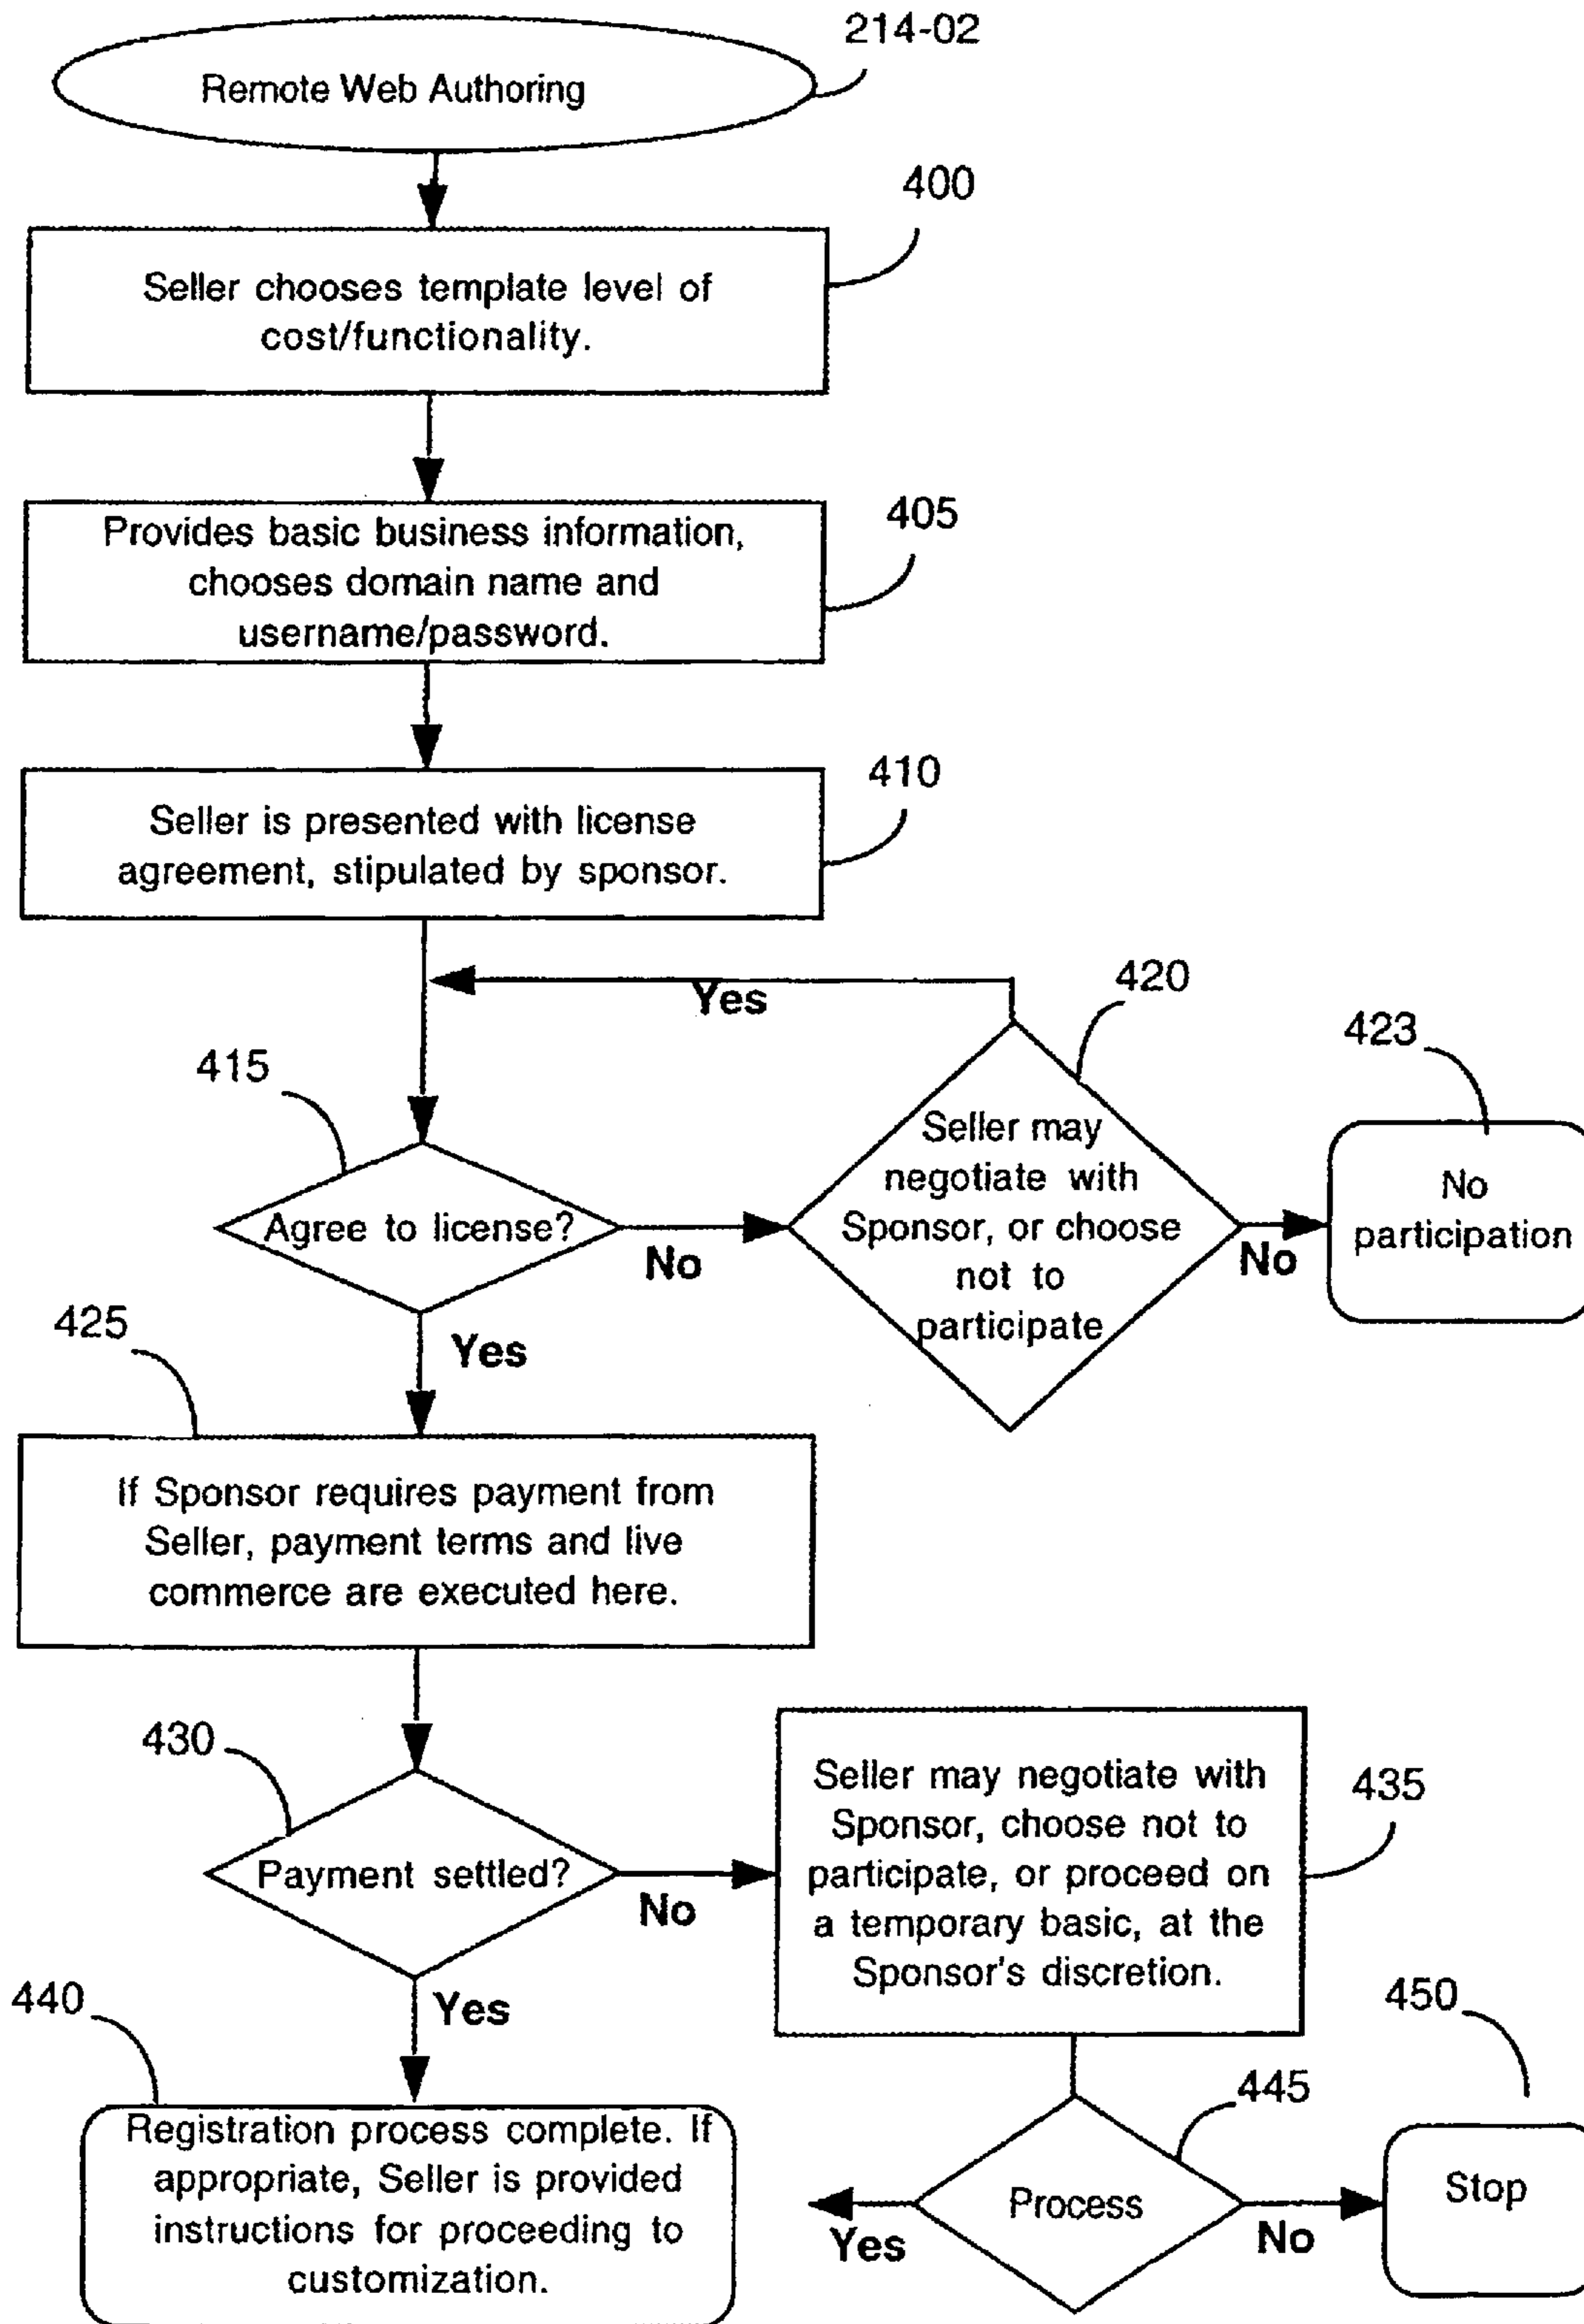 214-02
Remote Web Authoring
400
Seller chooses template level of
cost/functionality.
405
Provides basic business information,
chooses domain name and
username/password.
410
Seller is presented with license
agreement, stipulated by sponsor.
Yes
420
423
415
Seller may
negotiate with
Sponsor, or choose
not to
participate
No
participation
Agree to license?
No
No
425
Yes
If Sponsor requires payment from
Seller, payment terms and live
commerce are executed here.
430
Payment settled?
No
Seller may negotiate with
Sponsor, choose not to
participate, or proceed on
a temporary basic, at the
Sponsor's discretion.
435
440
Yes
450
445
Registration process complete. If
appropriate, Seller is provided
instructions for proceeding to
customization.
Process
Yes
No
Stop